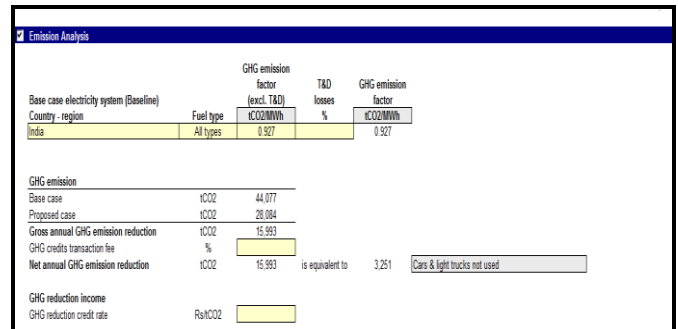 Emission Analysis
GHG emission
factor T&D GHG emission
Base case electricity system (Baseline) (excl. T&D) losses factor
Country - region Fuel type tCO2/MWh % tCO2/MWh
India All types 0.927 0.927
GHG emission
Base case tCO2 44,077
Proposed case tCO2 28,084
Gross annual GHG emission reduction tCO2 15,993
GHG credits transaction fee %
Net annual GHG emission reduction tCO2 15,993 is equivalent to 3,251 Cars & light trucks not used
GHG reduction income
GHG reduction credit rate Rs/tCO2